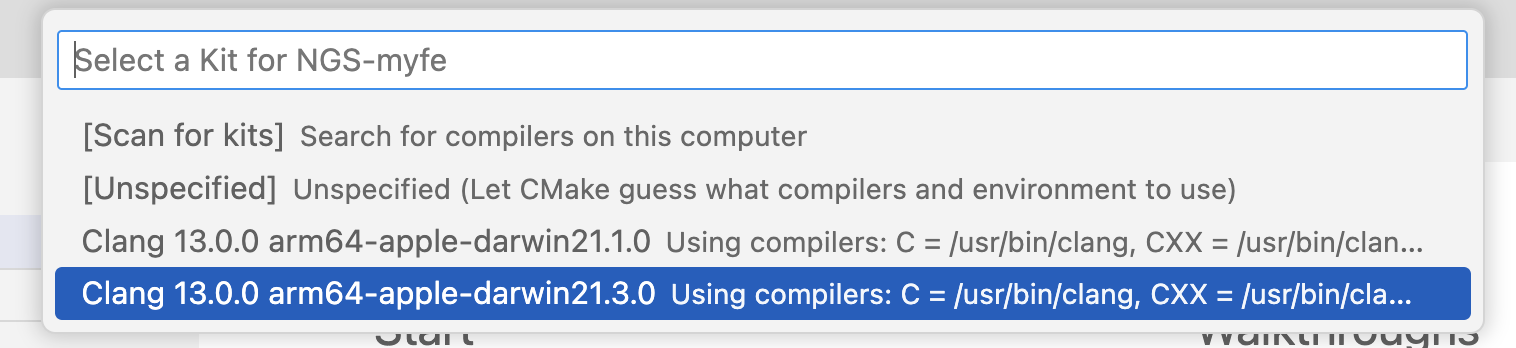 Select a Kit for NGS-myfe
[Scan for kits] Search for compilers on this computer
[Unspecified] Unspecified (Let CMake guess what compilers and environment to use)
Clang 13.0.0 arm64-apple-darwin21.1.0 Using compilers: C = /usr/bin/clang, CXX = /usr/bin/clan...
Clang 13.0.0 arm64-apple-darwin21.3.0 Using compilers: C = /usr/bin/clang, CXX = /usr/bin/cla...
Start Walkthroughs